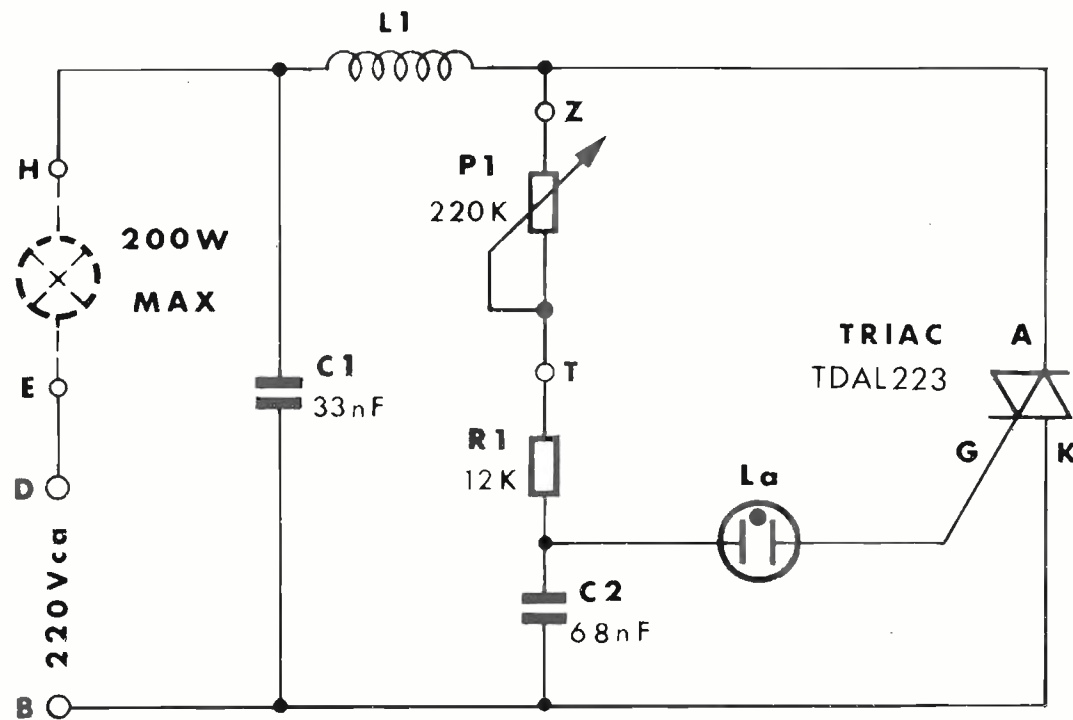 L1
Z
H
P1
220K
200W
MAX
E
C1
33nF
T
TRIAC
TDAL223
A
G
K
R1
12K
La
D
220Vca
C2
68nF
B